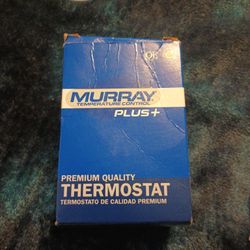 MURRAY
TEMPERATURE CONTROL
PLUS+
PREMIUM QUALITY
THERMOSTAT
TERMOSTATO DE CALIDAD PREMIUM